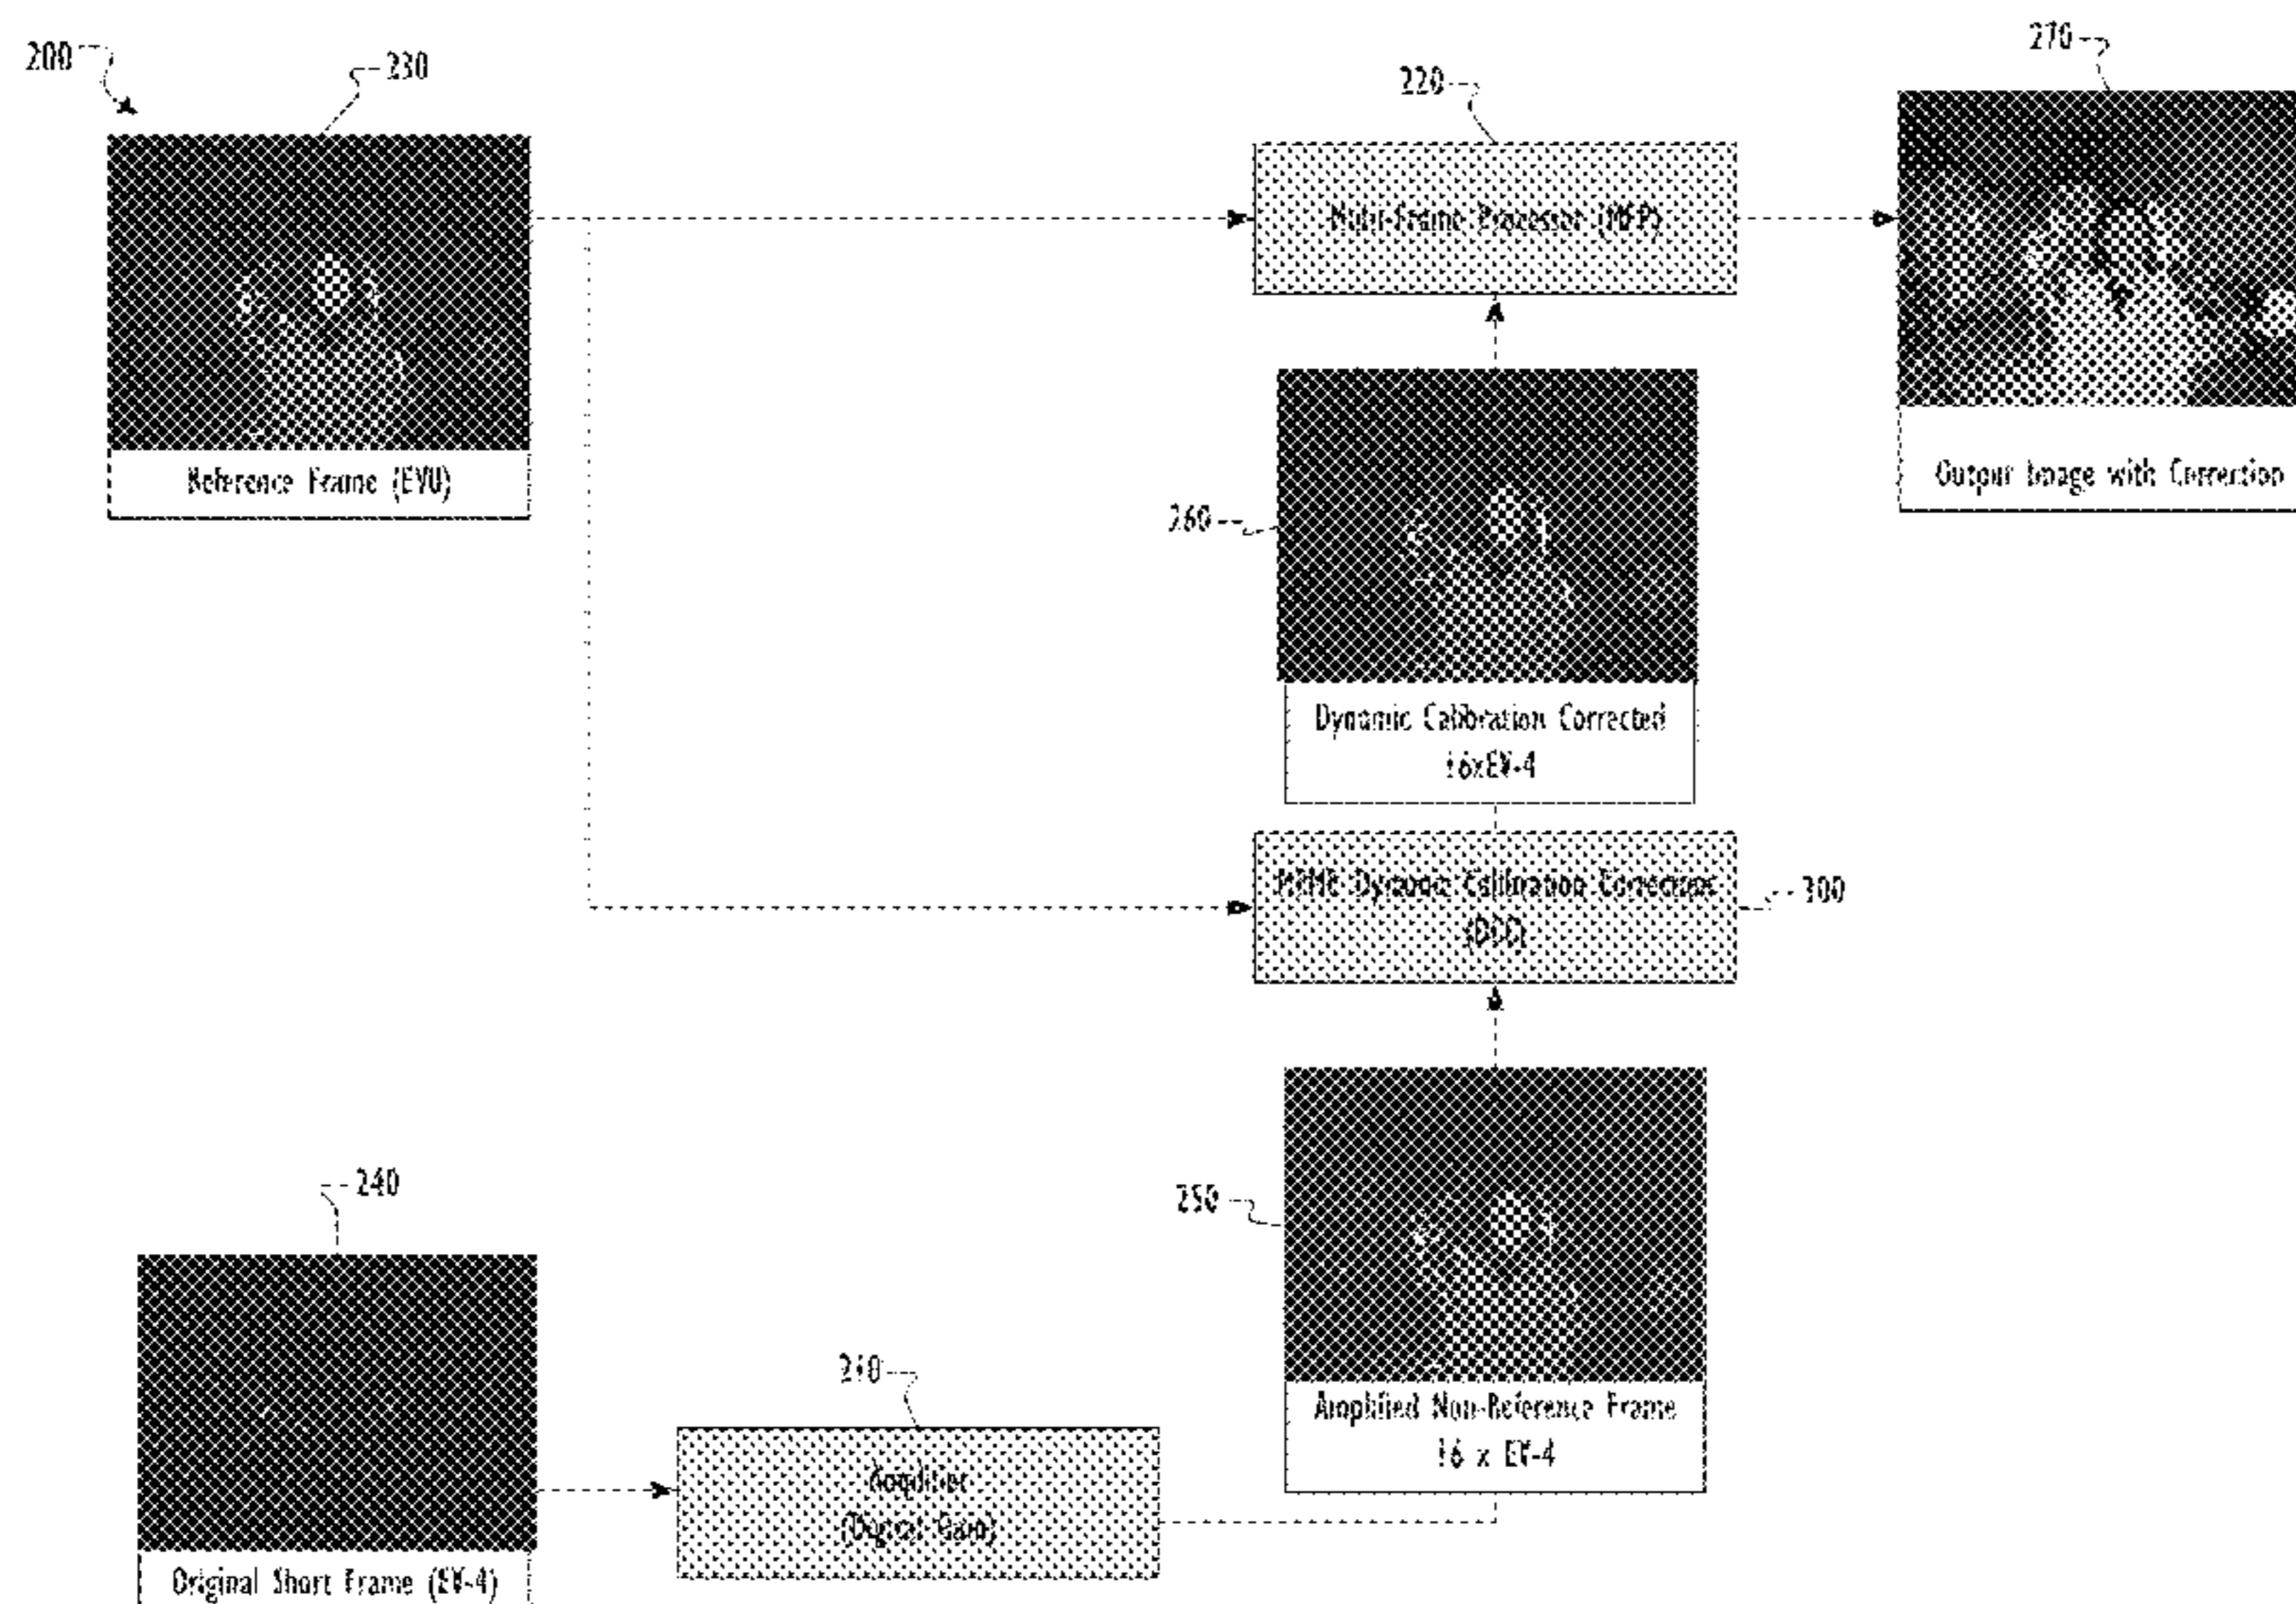 200
230
220
270
Multi-Frame Processor (MFP)
Reference Frame (EV0)
Output Image with Correction
260
Dynamic Calibration Corrected
16xEV-4
Dynamic Calibration Correction
(DCC)
300
240
250
210
Amplified Non-Reference Frame
16 x EV-4
Amplifier
(Digital Gain)
Original Short Frame (EV-4)